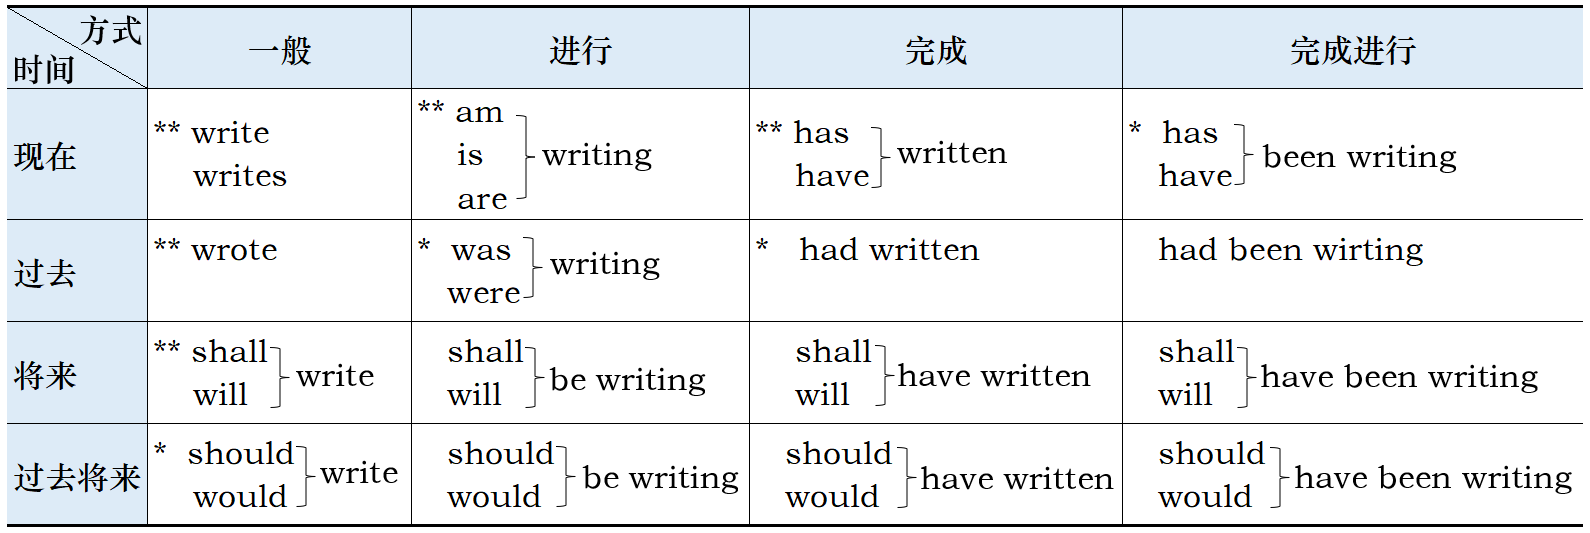 方式
时间
一般
进行
完成
完成进行
现在
** write
writes
** am
is
are
writing
** has
have
written
* has
have
been writing
过去
** wrote
* was
were
writing
* had written
had been wirting
将来
** shall
will
write
shall
will
be writing
shall
will
have written
shall
will
have been writing
过去将来
* should
would
write
should
would
be writing
should
would
have written
should
would
have been writing